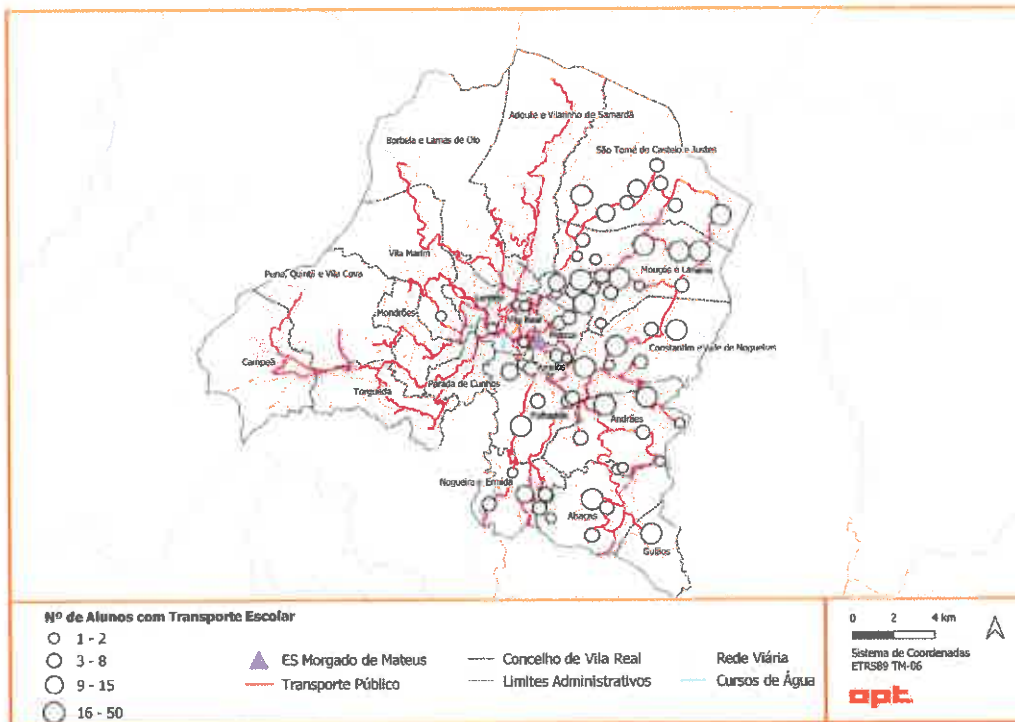 Adoufe e Vilarinho de Samardã
Borbela e Lamas de Olo
São Tomé do Castelo e Justes
Vila Marim
Mouçós e Lamares
Pena, Quintã e Vila Cova
Mondrões
Vila Real
Constantim e Vale de Nogueiras
Campeã
Parada de Cunhos
Arroios
Torgueda
Folhadela
Andrães
Nogueira e Ermida
Abaças
Guiães
Nº de Alunos com Transporte Escolar
1 - 2
3 - 8
9 - 15
16 - 50
ES Morgado de Mateus
Transporte Público
Concelho de Vila Real
Limites Administrativos
Rede Viária
Cursos de Água
0 2 4 km
Sistema de Coordenadas
ETRS89 TM-06
opt.